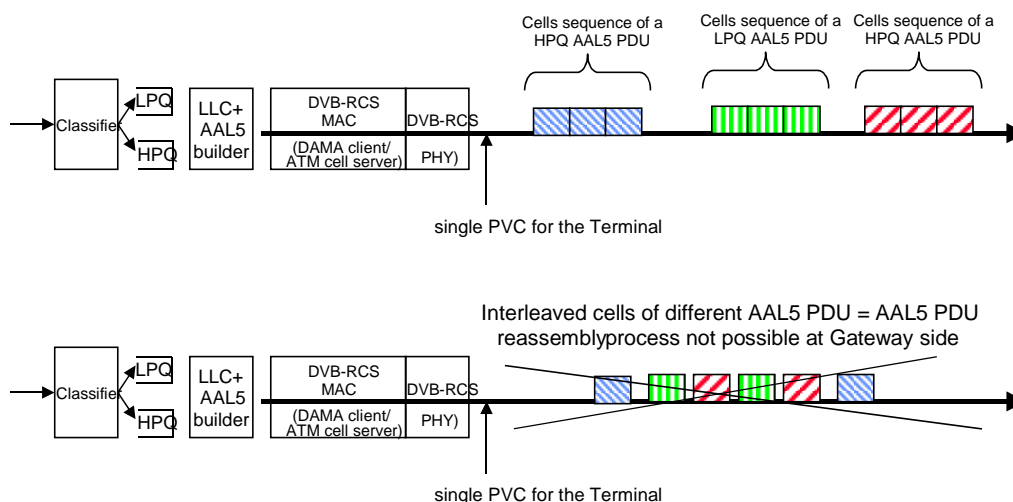 Cells sequence of a
HPQ AAL5 PDU
Cells sequence of a
LPQ AAL5 PDU
Cells sequence of a
HPQ AAL5 PDU
Classifie
LPQ
HPQ
LLC+
AAL5
builder
DVB-RCS
MAC
(DAMA client/
ATM cell server)
DVB-RCS
PHY)
single PVC for the Terminal
Interleaved cells of different AAL5 PDU = AAL5 PDU
reassemblyprocess not possible at Gateway side
Classifie
LPQ
HPQ
LLC+
AAL5
builder
DVB-RCS
MAC
(DAMA client/
ATM cell server)
DVB-RCS
PHY)
single PVC for the Terminal